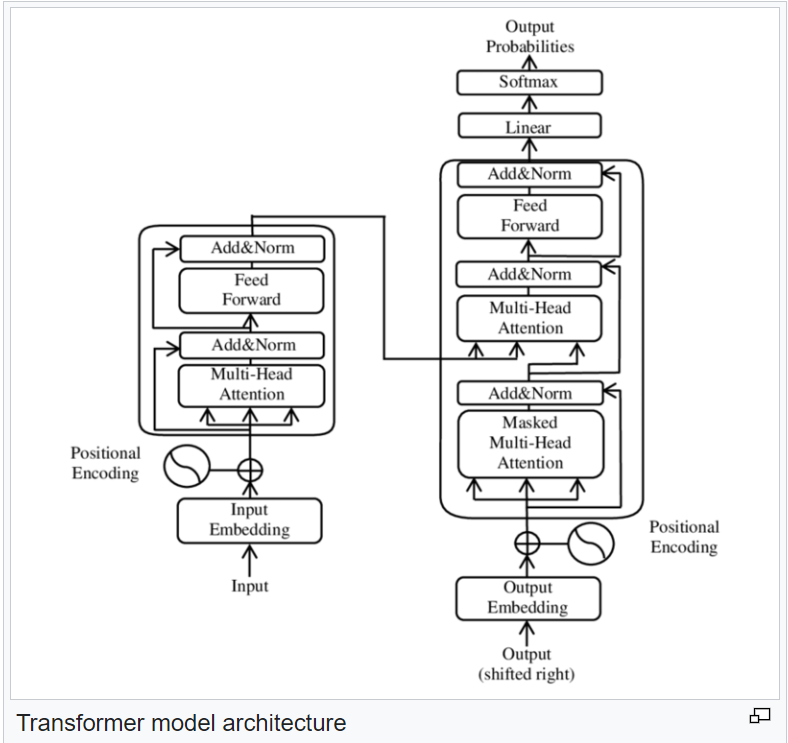 Output
Probabilities
Softmax
Linear
Add&Norm
Feed
Forward
Add&Norm
Multi-Head
Attention
Add&Norm
Masked
Multi-Head
Attention
Positional
Encoding
Output
Embedding
Output
(shifted right)
Add&Norm
Feed
Forward
Add&Norm
Multi-Head
Attention
Positional
Encoding
Input
Embedding
Input
Transformer model architecture